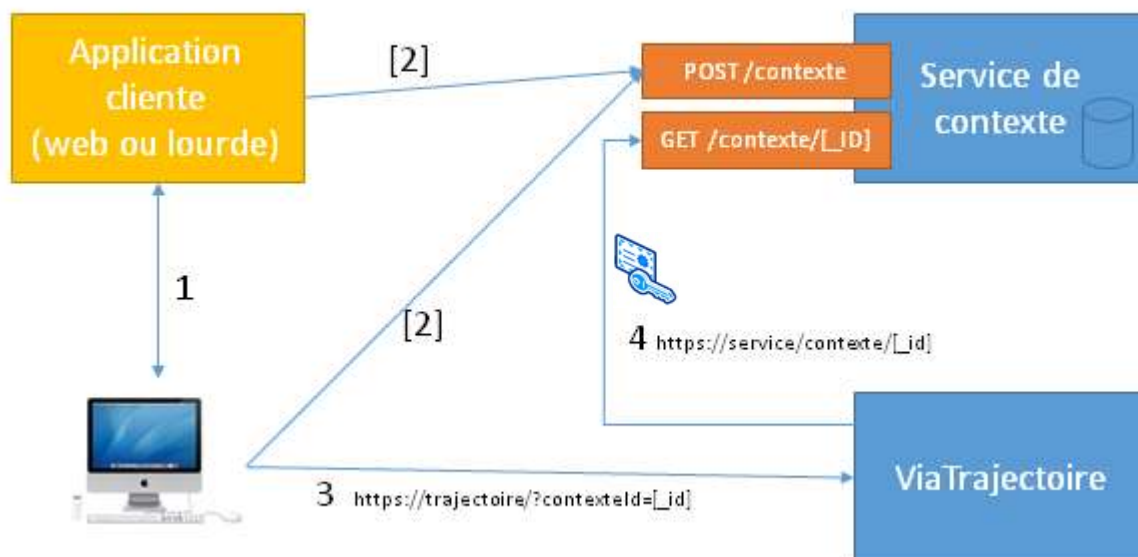 Application
cliente
(web ou lourde)
[2]
POST /contexte
GET /contexte/[_ID]
Service de
contexte
1
[2]
4 https://service/contexte/[_id]
3 https://trajectoire/?contexteId=[_id]
ViaTrajectoire